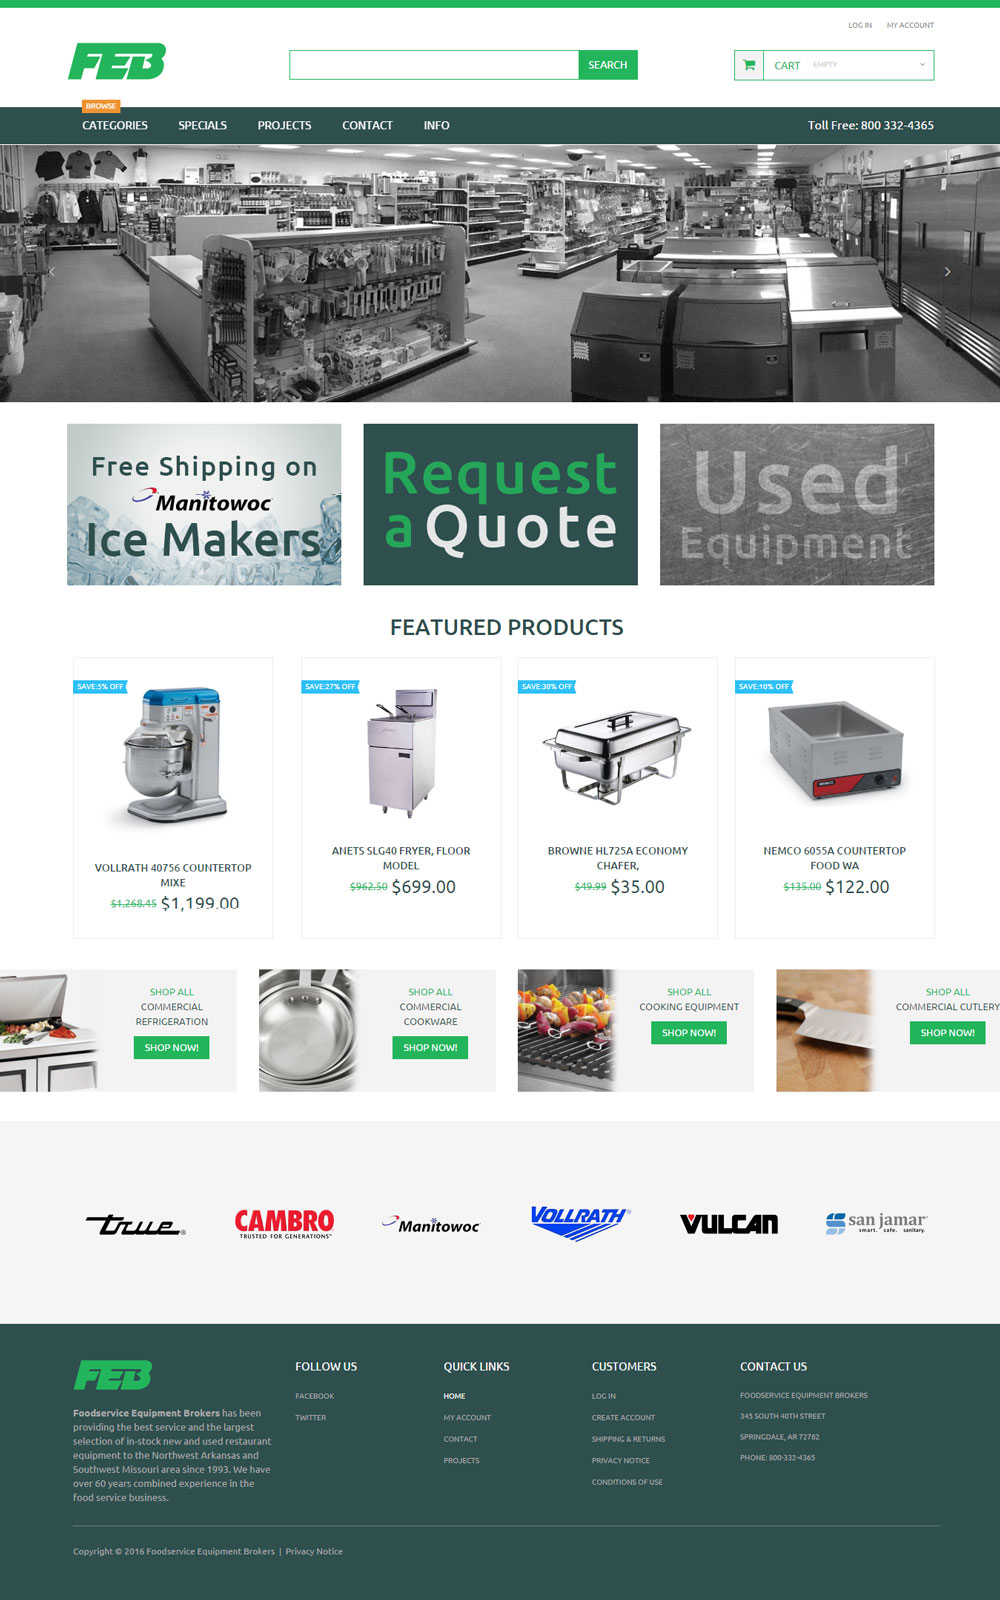 LOG IN
MY ACCOUNT
FEB
SEARCH
CART
EMPTY
BROWSE
CATEGORIES
SPECIALS
PROJECTS
CONTACT
INFO
Toll Free: 800 332-4365
Free Shipping on
Manitowoc
Ice Makers
Request
a Quote
Used
Equipment
FEATURED PRODUCTS
SAVE:5% OFF
VOLLRATH 40756 COUNTERTOP
MIXE
$1,268.45 $1,199.00
SAVE:27% OFF
ANETS SLG40 FRYER, FLOOR
MODEL
$962.50 $699.00
SAVE:30% OFF
BROWNE HL725A ECONOMY
CHAFER,
$49.99 $35.00
SAVE:10% OFF
NEMCO
NEMCO 6055A COUNTERTOP
FOOD WA
$135.00 $122.00
SHOP ALL
COMMERCIAL
REFRIGERATION
SHOP NOW!
SHOP ALL
COMMERCIAL
COOKWARE
SHOP NOW!
SHOP ALL
COOKING EQUIPMENT
SHOP NOW!
SHOP ALL
COMMERCIAL CUTLERY
SHOP NOW!
true®
CAMBRO
TRUSTED FOR GENERATIONS™
Manitowoc
VOLLRATH®
VULCAN
san jamar®
smart. safe. sanitary.
FEB
Foodservice Equipment Brokers has been
providing the best service and the largest
selection of in-stock new and used restaurant
equipment to the Northwest Arkansas and
Southwest Missouri area since 1993. We have
over 60 years combined experience in the
food service business.
FOLLOW US
FACEBOOK
TWITTER
QUICK LINKS
HOME
MY ACCOUNT
CONTACT
PROJECTS
CUSTOMERS
LOG IN
CREATE ACCOUNT
SHIPPING & RETURNS
PRIVACY NOTICE
CONDITIONS OF USE
CONTACT US
FOODSERVICE EQUIPMENT BROKERS
345 SOUTH 40TH STREET
SPRINGDALE, AR 72762
PHONE: 800-332-4365
Copyright © 2016 Foodservice Equipment Brokers | Privacy Notice